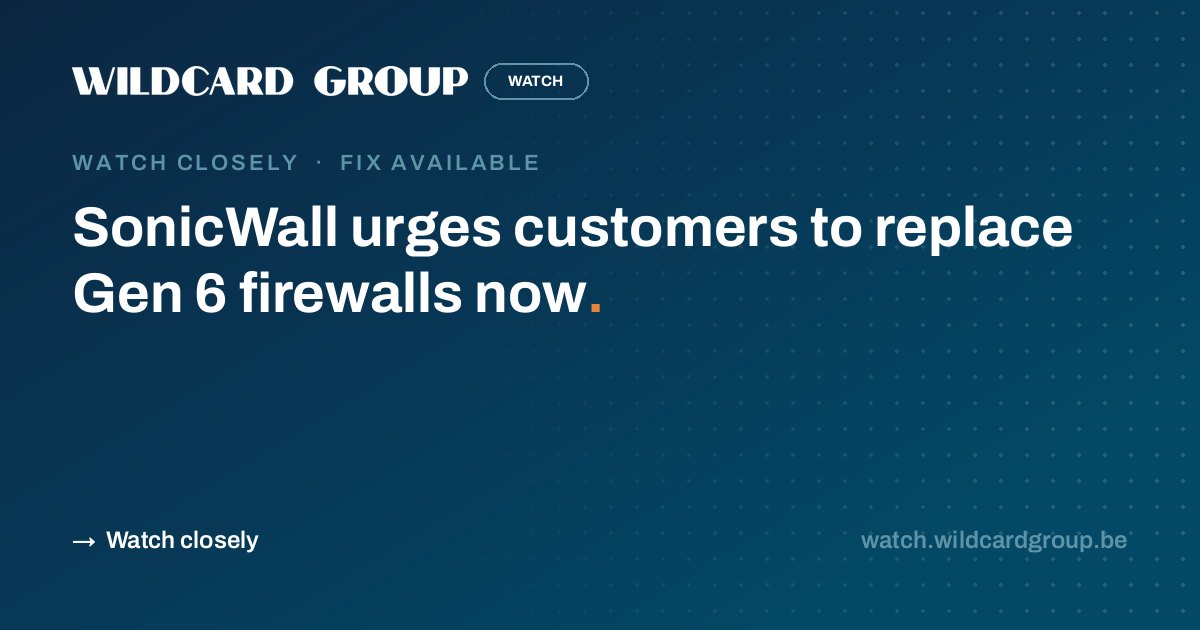 WILDCARD GROUP WATCH
WATCH CLOSELY · FIX AVAILABLE
SonicWall urges customers to replace
Gen 6 firewalls now.
→ Watch closely
watch.wildcardgroup.be